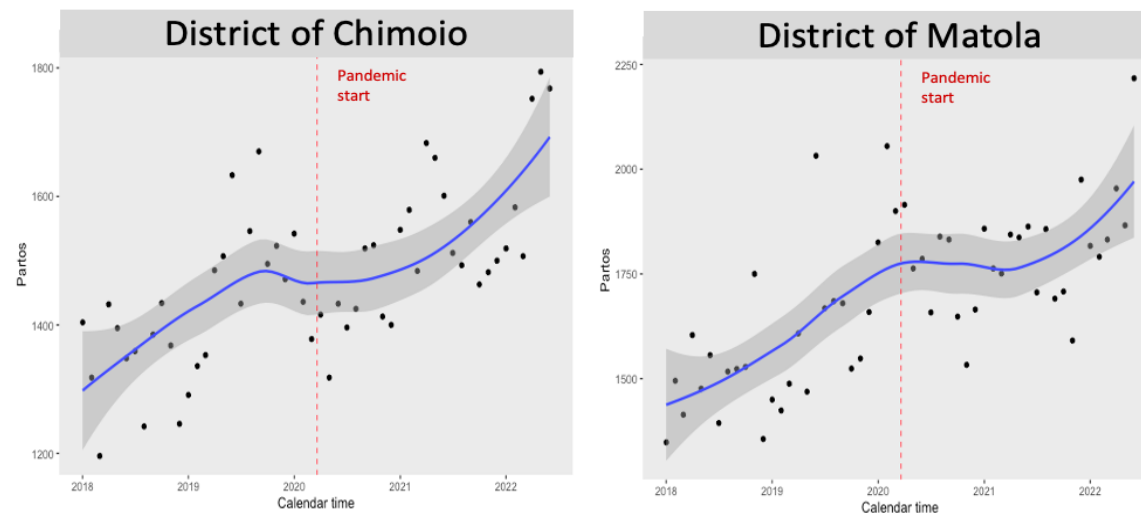 District of Chimoio
Pandemic
start
1800
1600
1400
1200
Partos
2018
2019
2020
2021
2022
Calendar time
District of Matola
Pandemic
start
2250
2000
1750
1500
Partos
2018
2019
2020
2021
2022
Calendar time